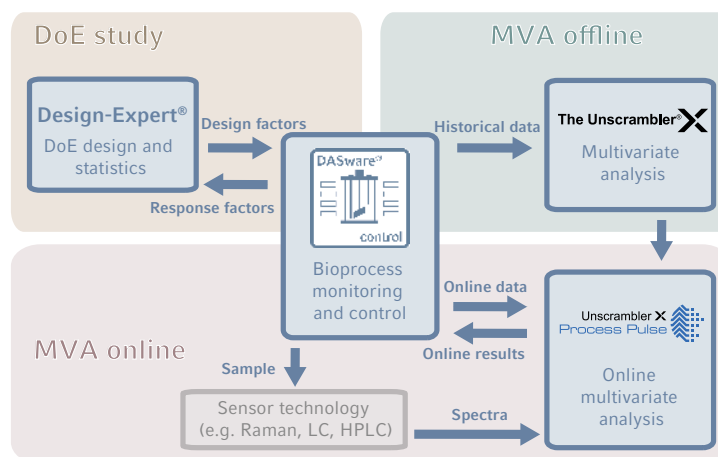 DoE study
MVA offline
Design-Expert®
DoE design and
statistics
Design factors
Response factors
DASware®
control
Bioprocess
monitoring
and control
Historical data
The Unscrambler® X
Multivariate
analysis
MVA online
Online data
Online results
Unscrambler X
Process Pulse
Online
multivariate
analysis
Sample
Sensor technology
(e.g. Raman, LC, HPLC)
Spectra